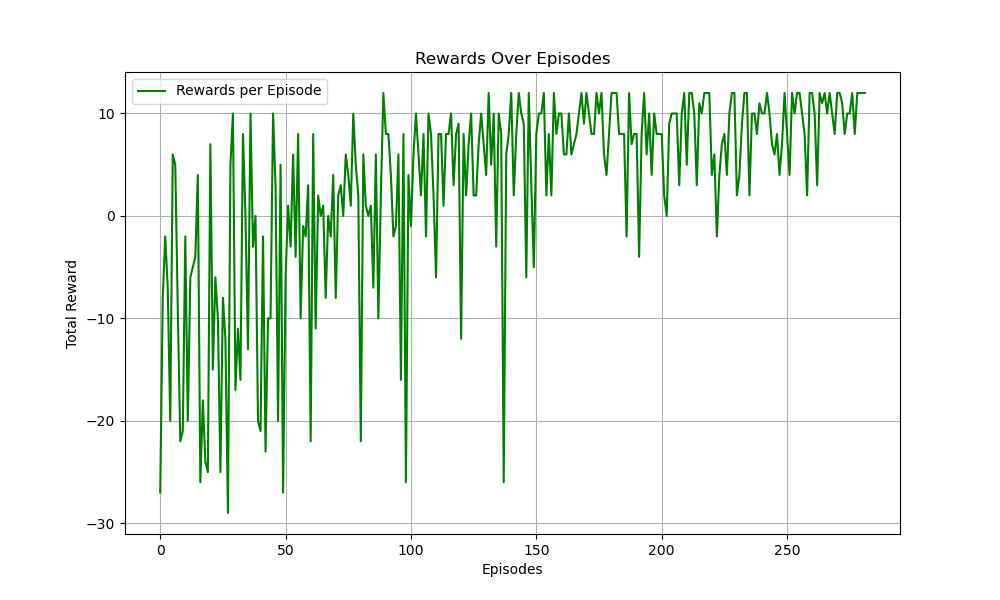 Rewards Over Episodes
Rewards per Episode
10
0
−10
−20
−30
Total Reward
0
50
100
150
200
250
Episodes